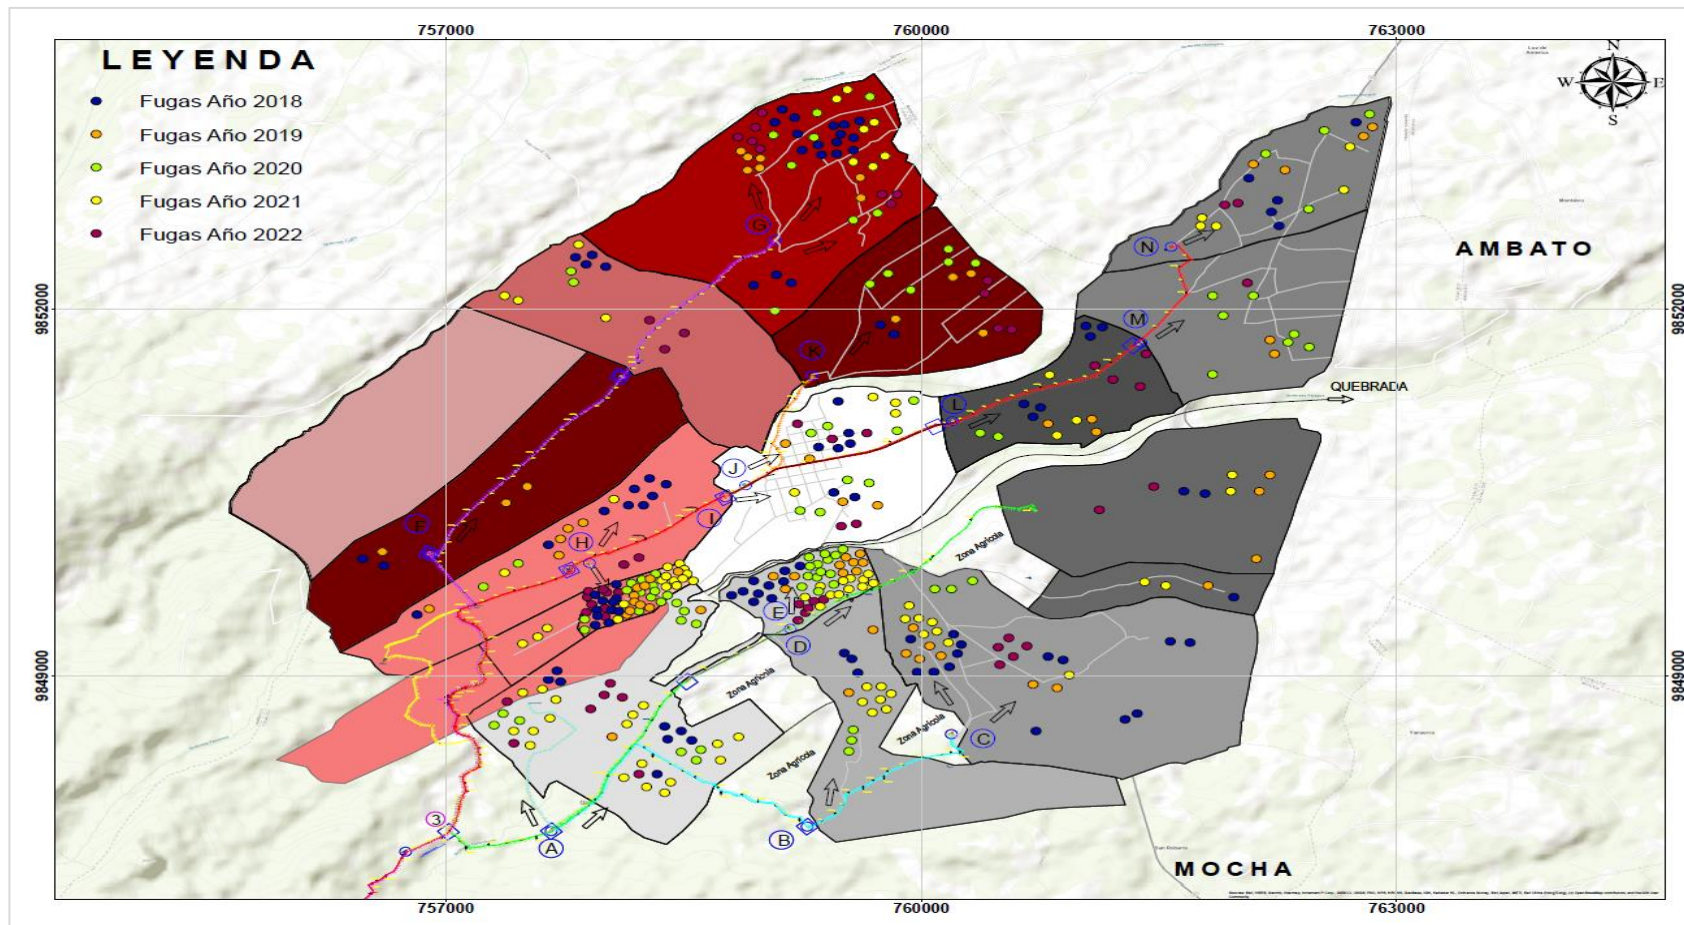 757000 760000 763000
LEYENDA
Fugas Año 2018
Fugas Año 2019
Fugas Año 2020
Fugas Año 2021
Fugas Año 2022
N
W E
S
AMBATO
9852000 9852000
G
N
M
K
QUEBRADA
L
J
F
I
H
Zona Agrícola
E
D
9849000 9849000
Zona Agrícola
Zona Agrícola
C
Zona Agrícola
3
A
B
MOCHA
757000 760000 763000